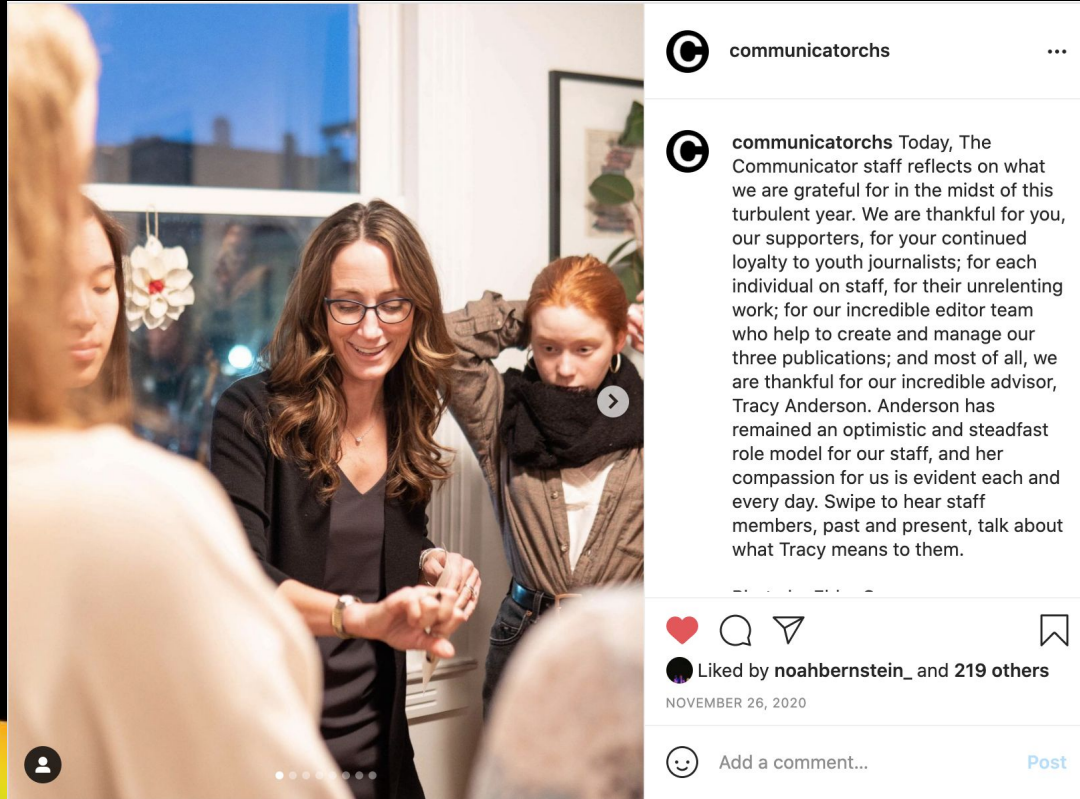 communicatorchs
communicatorchs Today, The
Communicator staff reflects on what
we are grateful for in the midst of this
turbulent year. We are thankful for you,
our supporters, for your continued
loyalty to youth journalists; for each
individual on staff, for their unrelenting
work; for our incredible editor team
who help to create and manage our
three publications; and most of all, we
are thankful for our incredible advisor,
Tracy Anderson. Anderson has
remained an optimistic and steadfast
role model for our staff, and her
compassion for us is evident each and
every day. Swipe to hear staff
members, past and present, talk about
what Tracy means to them.
Liked by noahbernstein_ and 219 others
NOVEMBER 26, 2020
Add a comment... Post